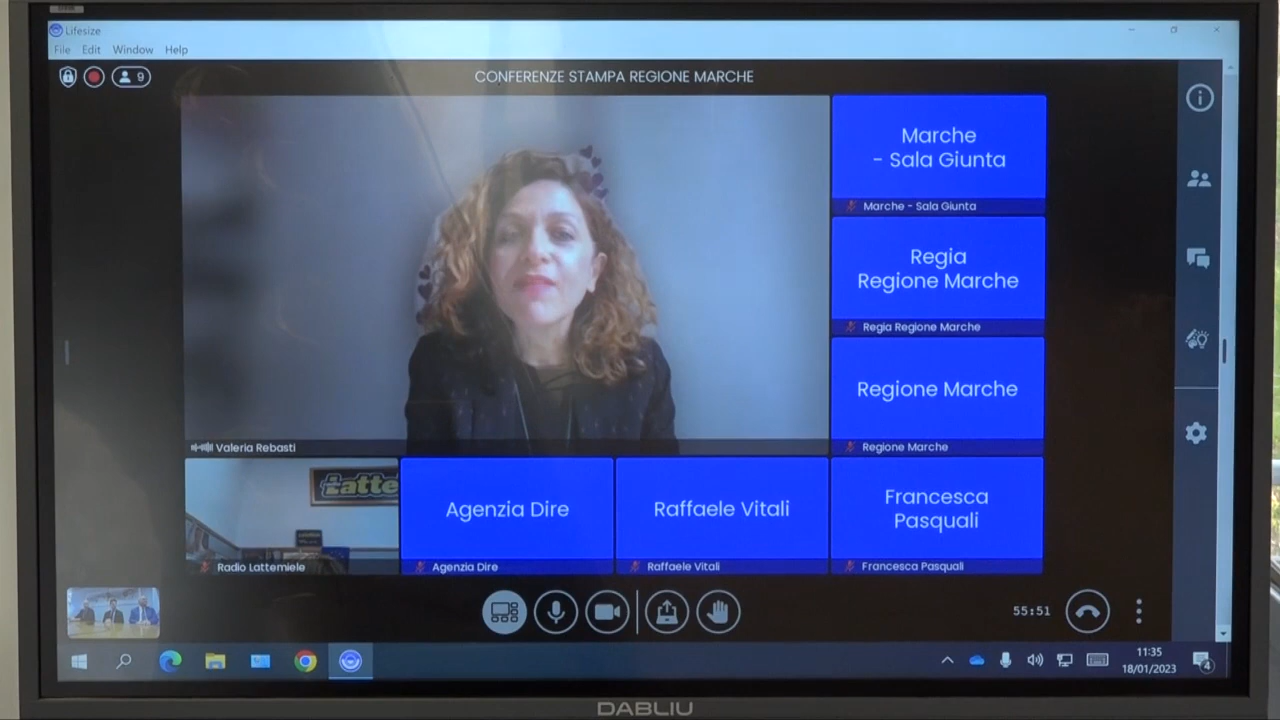 Lifesize
File Edit Window Help
9
CONFERENZE STAMPA REGIONE MARCHE
Marche
- Sala Giunta
Marche - Sala Giunta
Regia
Regione Marche
Regia Regione Marche
Regione Marche
Regione Marche
Valeria Rebasti
Latte
Radio Lattemiele
Agenzia Dire
Agenzia Dire
Raffaele Vitali
Raffaele Vitali
Francesca
Pasquali
Francesca Pasquali
55:51
11:35
18/01/2023
4
DABLIU